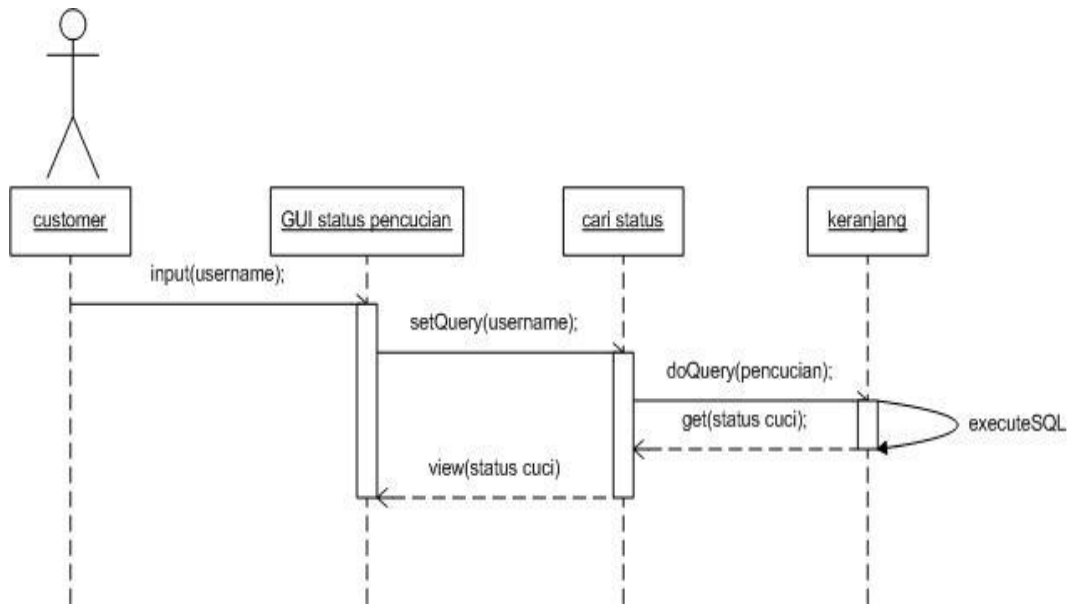 customer
GUI status pencucian
cari status
keranjang
input(username);
setQuery(username);
doQuery(pencucian);
get(status cuci);
executeSQL
view(status cuci)